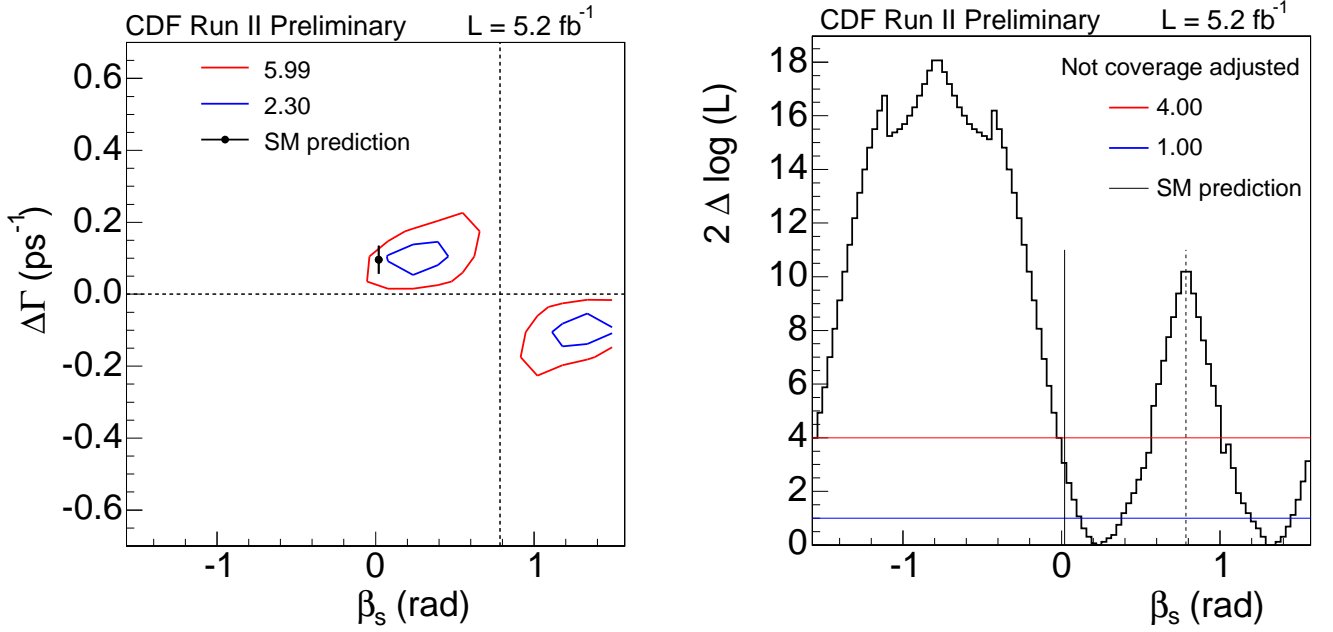 CDF Run II Preliminary L = 5.2 fb⁻¹
5.99
2.30
SM prediction
0.6
0.4
0.2
0.0
-0.2
-0.4
-0.6
ΔΓ (ps⁻¹)
-1 0 1
βₛ (rad)
CDF Run II Preliminary L = 5.2 fb⁻¹
Not coverage adjusted
4.00
1.00
SM prediction
18
16
14
12
10
8
6
4
2
0
2 Δ log (L)
-1 0 1
βₛ (rad)